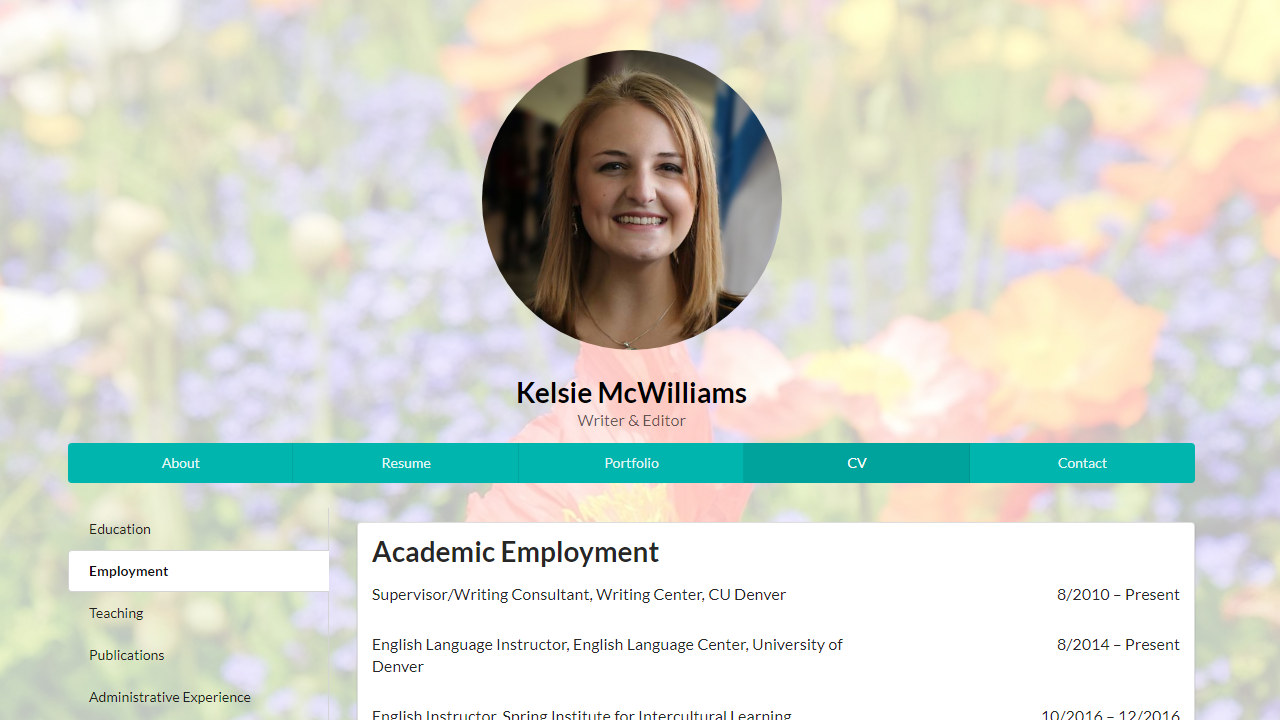 Kelsie McWilliams
Writer & Editor
About
Resume
Portfolio
CV
Contact
Education
Employment
Teaching
Publications
Administrative Experience
Academic Employment
Supervisor/Writing Consultant, Writing Center, CU Denver
8/2010 – Present
English Language Instructor, English Language Center, University of
Denver
8/2014 – Present
English Instructor, Spring Institute for Intercultural Learning
10/2016 – 12/2016